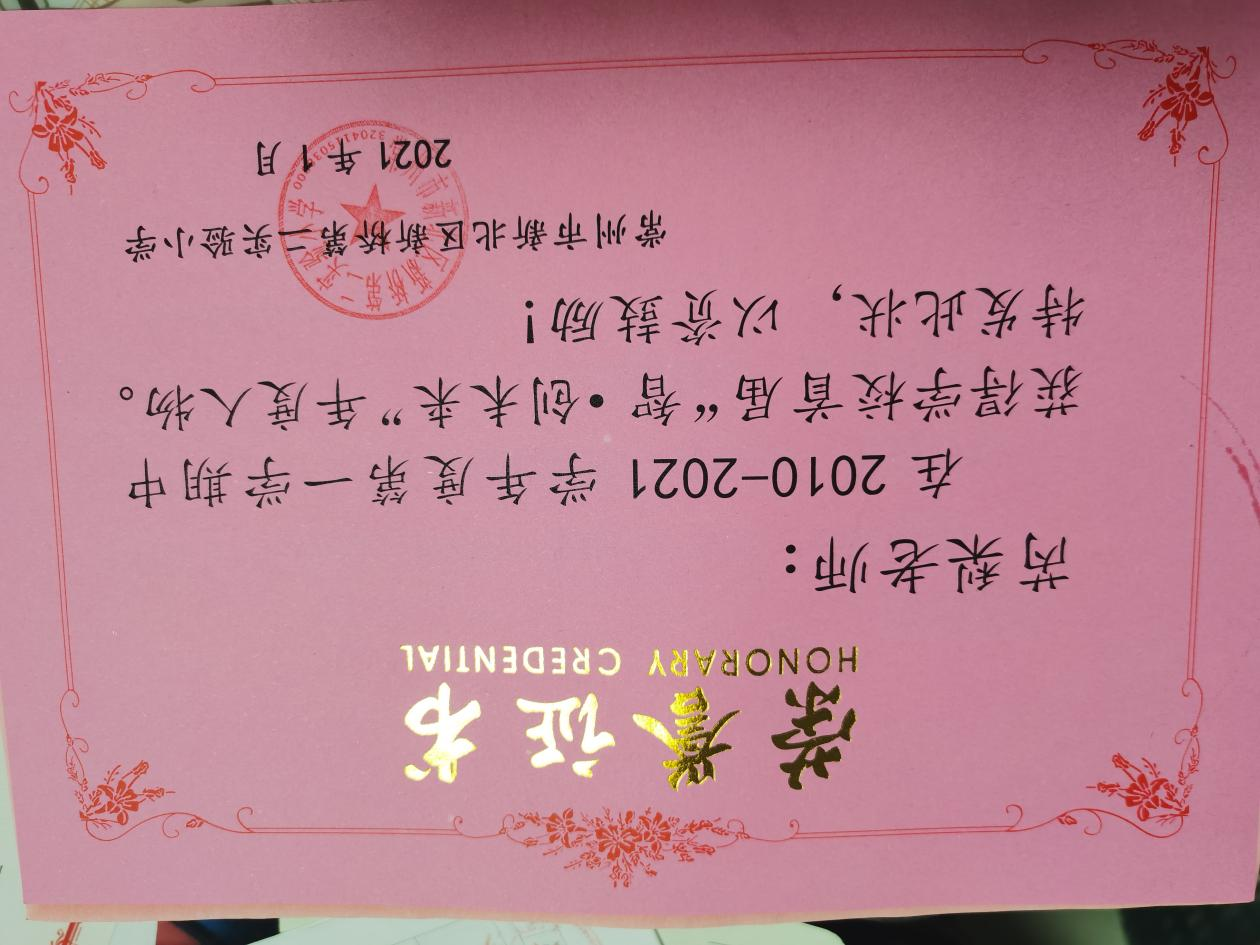 荣誉证书
HONORARY CREDENTIAL
芮梨老师：
在 2010-2021 学年度第一学期中
获得学校首届“智·创未来”年度人物。
特发此状，以资鼓励！
常州市新北区新桥第二实验小学
2021 年 1 月